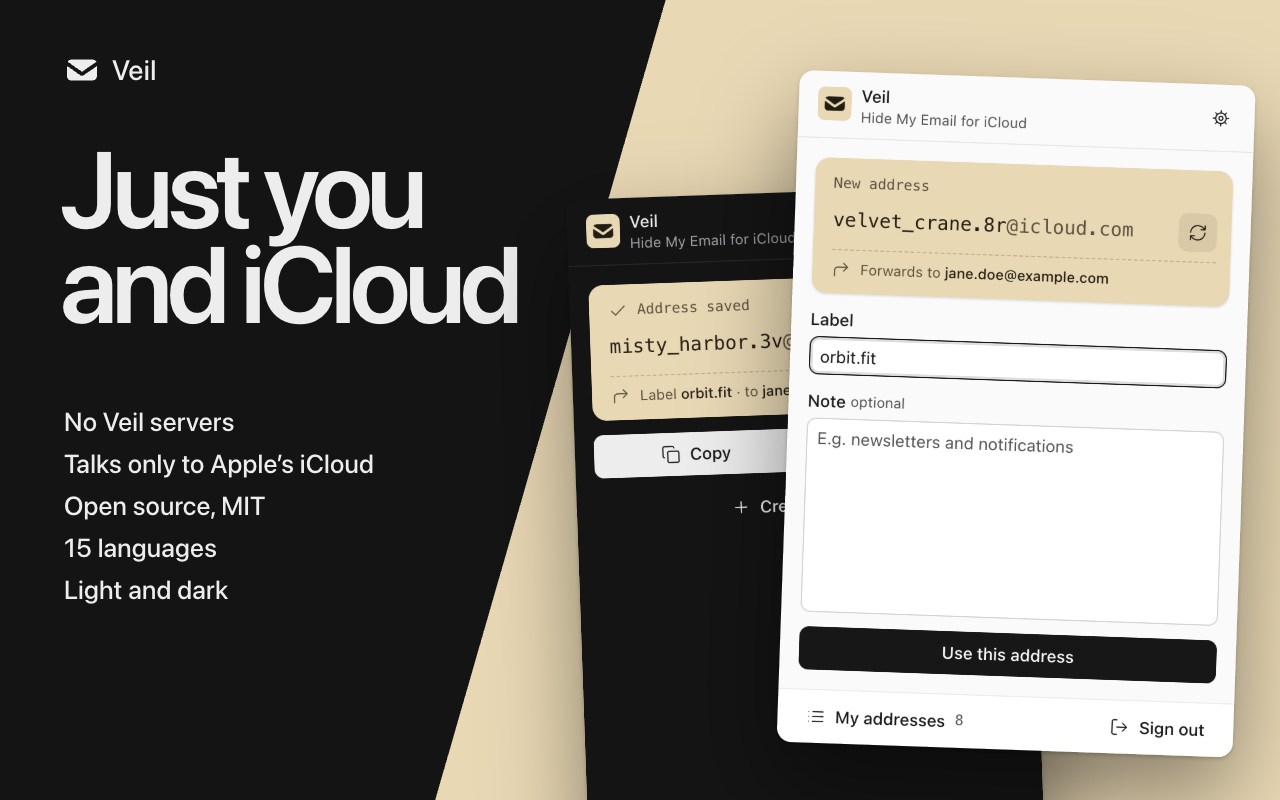 Veil
Just you
and iCloud
No Veil servers
Talks only to Apple’s iCloud
Open source, MIT
15 languages
Light and dark
Veil
Hide My Email for iCloud
Address saved
misty_harbor.3v@
Label orbit.fit · to jane
Copy
Veil
Hide My Email for iCloud
New address
velvet_crane.8r@icloud.com
Forwards to jane.doe@example.com
Label
orbit.fit
Note optional
E.g. newsletters and notifications
Use this address
My addresses 8
Sign out